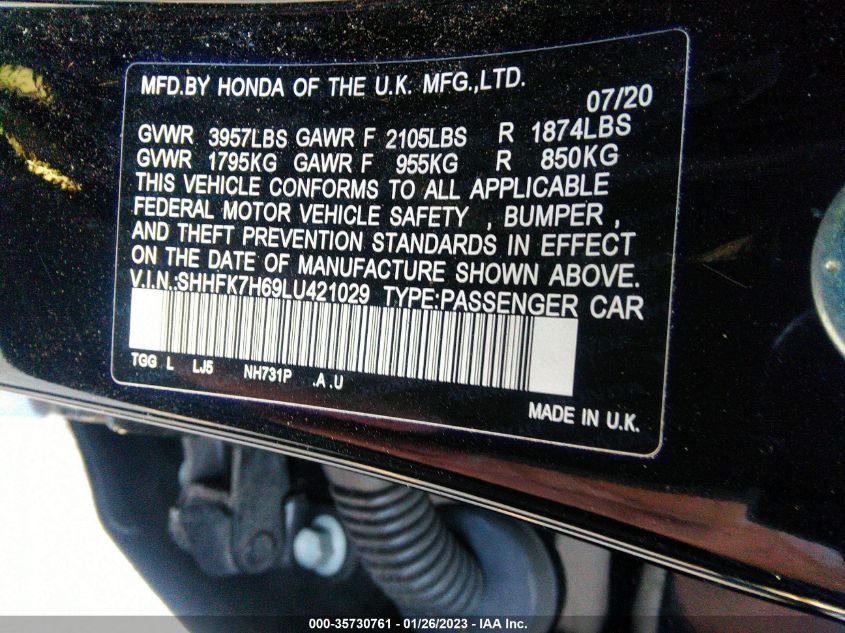 MFD.BY HONDA OF THE U.K. MFG.,LTD.
07/20
GVWR 3957LBS GAWR F 2105LBS R 1874LBS
GVWR 1795KG GAWR F 955KG R 850KG
THIS VEHICLE CONFORMS TO ALL APPLICABLE
FEDERAL MOTOR VEHICLE SAFETY , BUMPER ,
AND THEFT PREVENTION STANDARDS IN EFFECT
ON THE DATE OF MANUFACTURE SHOWN ABOVE.
V.I.N.:SHHFK7H69LU421029 TYPE:PASSENGER CAR
TGG L LJ5 NH731P .A .U
MADE IN U.K.
000-35730761 — 01/26/2023 — IAA Inc.